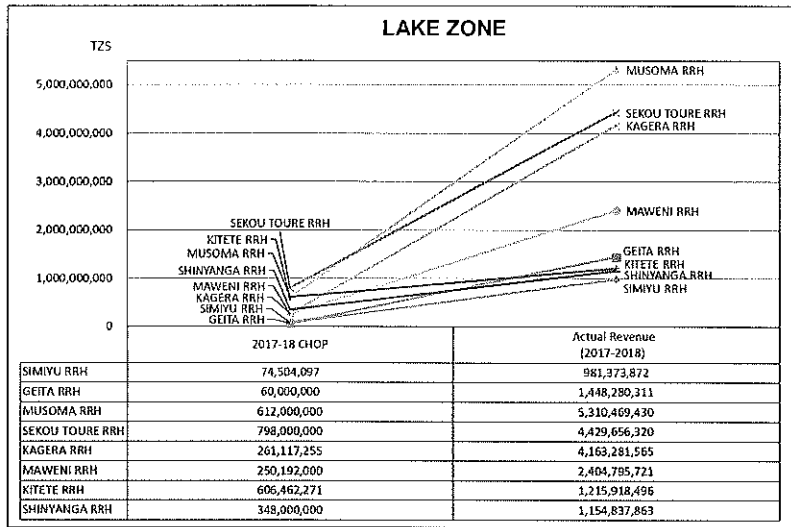 LAKE ZONE
TZS
5,000,000,000
4,000,000,000
3,000,000,000
2,000,000,000
1,000,000,000
0
MUSOMA RRH
SEKOU TOURE RRH
KAGERA RRH
MAWENI RRH
GEITA RRH
KITETE RRH
SHINYANGA RRH
SIMIYU RRH
SEKOU TOURE RRH
KITETE RRH
MUSOMA RRH
SHINYANGA RRH
MAWENI RRH
KAGERA RRH
SIMIYU RRH
GEITA RRH
2017-18 CHOP
Actual Revenue
(2017-2018)
SIMIYU RRH 74,504,097 981,373,872
GEITA RRH 60,000,000 1,448,280,311
MUSOMA RRH 612,000,000 5,310,469,430
SEKOU TOURE RRH 798,000,000 4,429,656,320
KAGERA RRH 261,117,255 4,163,281,565
MAWENI RRH 250,192,000 2,404,795,721
KITETE RRH 606,462,271 1,215,918,496
SHINYANGA RRH 348,000,000 1,154,837,863